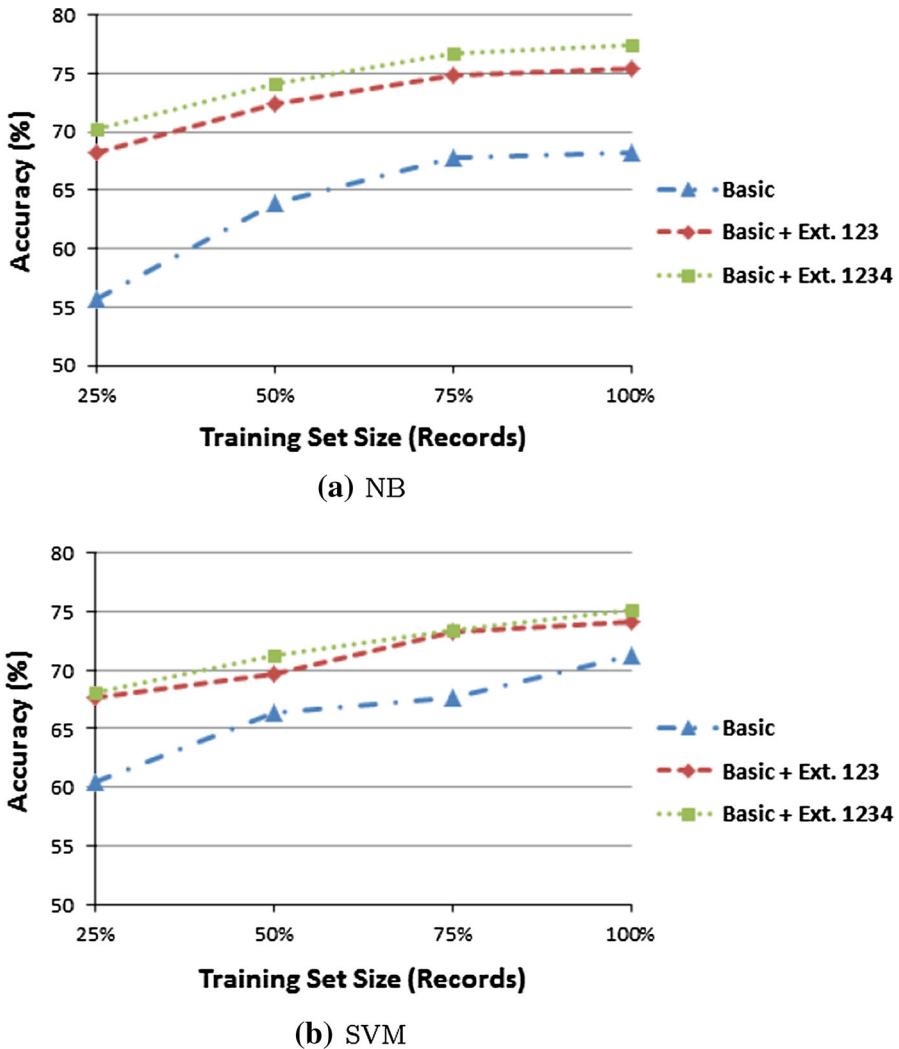 80
75
70
65
60
55
50
Accuracy (%)
25% 50% 75% 100%
Training Set Size (Records)
Basic
Basic + Ext. 123
Basic + Ext. 1234
(a) NB
80
75
70
65
60
55
50
Accuracy (%)
25% 50% 75% 100%
Training Set Size (Records)
Basic
Basic + Ext. 123
Basic + Ext. 1234
(b) SVM